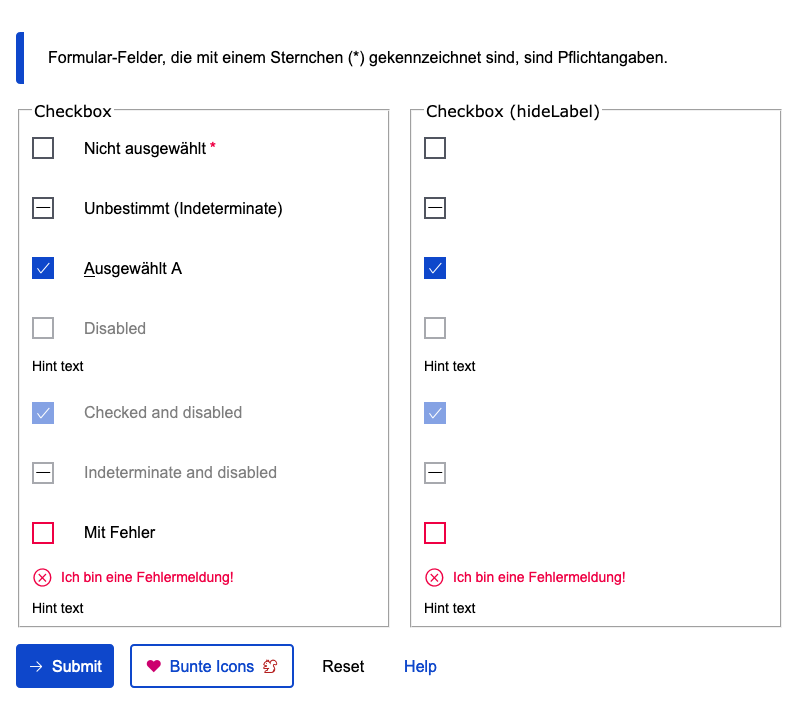 Formular-Felder, die mit einem Sternchen (*) gekennzeichnet sind, sind Pflichtangaben.
Checkbox
Nicht ausgewählt *
Unbestimmt (Indeterminate)
Ausgewählt A
Disabled
Hint text
Checked and disabled
Indeterminate and disabled
Mit Fehler
Ich bin eine Fehlermeldung!
Hint text
Checkbox (hideLabel)
Hint text
Ich bin eine Fehlermeldung!
Hint text
Submit
Bunte Icons
Reset
Help